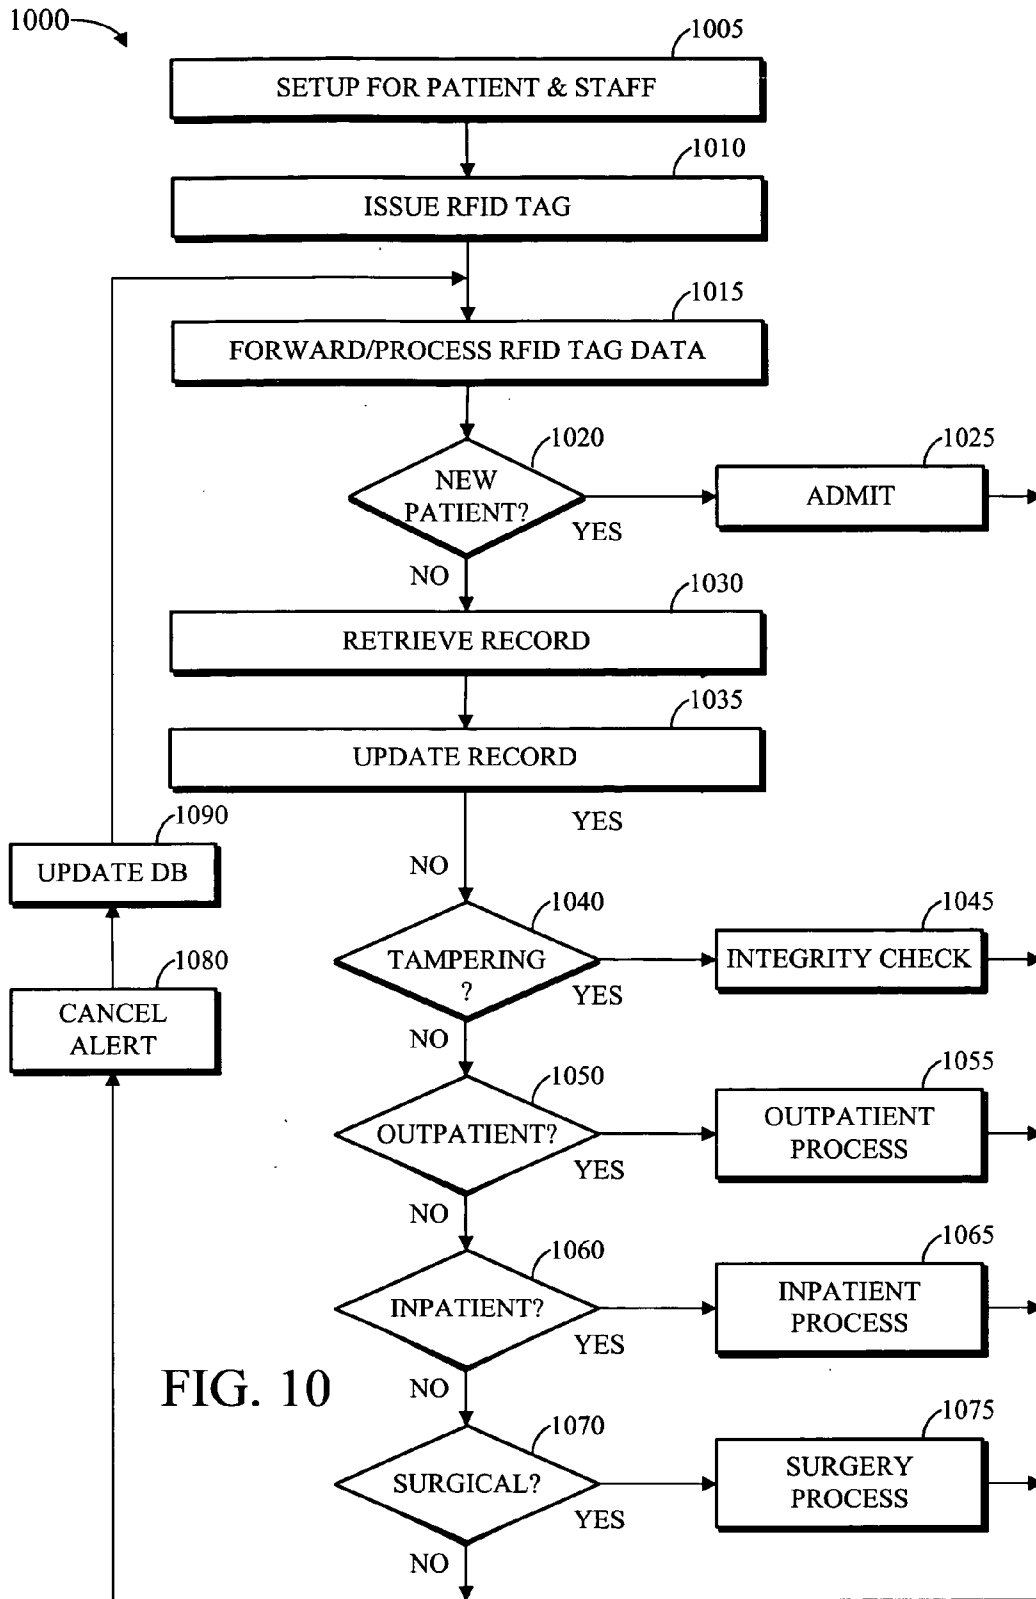 1000
1005
SETUP FOR PATIENT & STAFF
1010
ISSUE RFID TAG
1015
FORWARD/PROCESS RFID TAG DATA
1020
NEW
PATIENT?
YES
NO
1025
ADMIT
1030
RETRIEVE RECORD
1035
UPDATE RECORD
YES
NO
1090
UPDATE DB
1080
CANCEL
ALERT
1040
TAMPERING
?
YES
NO
1045
INTEGRITY CHECK
1050
OUTPATIENT?
YES
NO
1055
OUTPATIENT
PROCESS
1060
INPATIENT?
YES
NO
1065
INPATIENT
PROCESS
FIG. 10
1070
SURGICAL?
YES
NO
1075
SURGERY
PROCESS